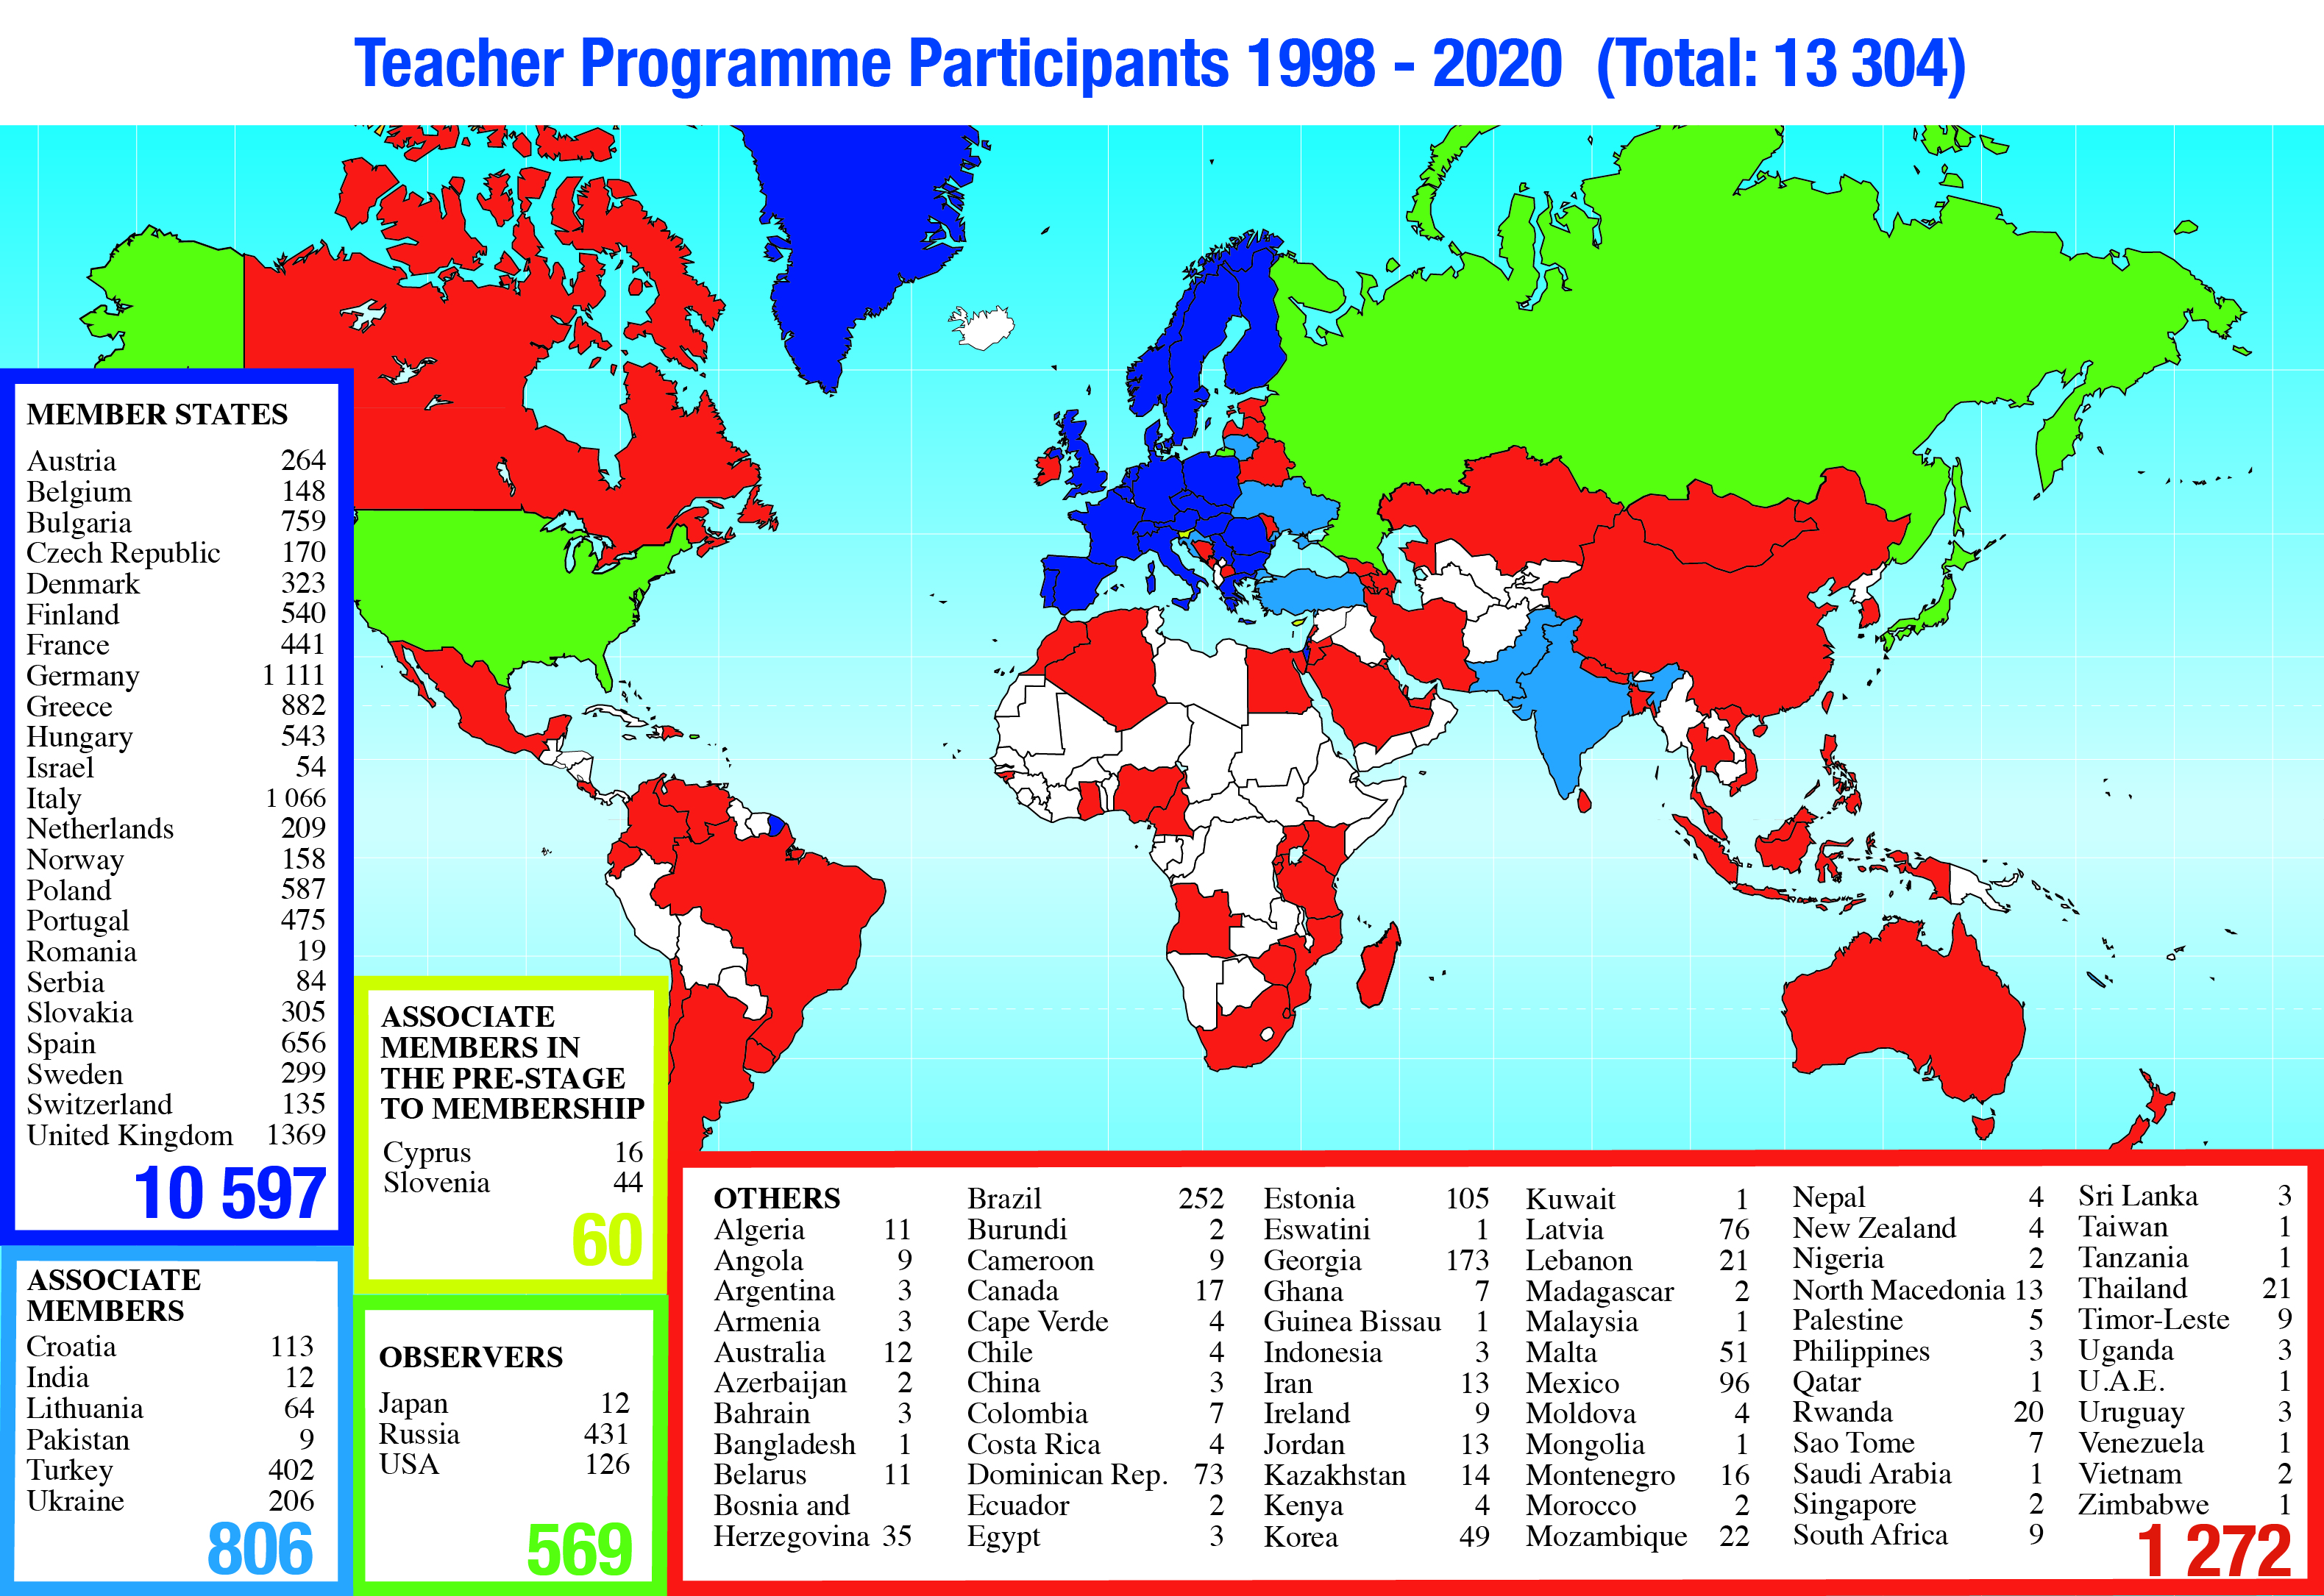 Teacher Programme Participants 1998 - 2020 (Total: 13 304)
MEMBER STATES
Austria 264
Belgium 148
Bulgaria 759
Czech Republic 170
Denmark 323
Finland 540
France 441
Germany 1 111
Greece 882
Hungary 543
Israel 54
Italy 1 066
Netherlands 209
Norway 158
Poland 587
Portugal 475
Romania 19
Serbia 84
Slovakia 305
Spain 656
Sweden 299
Switzerland 135
United Kingdom 1369
10 597
ASSOCIATE
MEMBERS
Croatia 113
India 12
Lithuania 64
Pakistan 9
Turkey 402
Ukraine 206
806
ASSOCIATE
MEMBERS IN
THE PRE-STAGE
TO MEMBERSHIP
Cyprus 16
Slovenia 44
60
OBSERVERS
Japan 12
Russia 431
USA 126
569
OTHERS
Algeria 11
Angola 9
Argentina 3
Armenia 3
Australia 12
Azerbaijan 2
Bahrain 3
Bangladesh 1
Belarus 11
Bosnia and
Herzegovina 35
Brazil 252
Burundi 2
Cameroon 9
Canada 17
Cape Verde 4
Chile 4
China 3
Colombia 7
Costa Rica 4
Dominican Rep. 73
Ecuador 2
Egypt 3
Estonia 105
Eswatini 1
Georgia 173
Ghana 7
Guinea Bissau 1
Indonesia 3
Iran 13
Ireland 9
Jordan 13
Kazakhstan 14
Kenya 4
Korea 49
Kuwait 1
Latvia 76
Lebanon 21
Madagascar 2
Malaysia 1
Malta 51
Mexico 96
Moldova 4
Mongolia 1
Montenegro 16
Morocco 2
Mozambique 22
Nepal 4
New Zealand 4
Nigeria 2
North Macedonia 13
Palestine 5
Philippines 3
Qatar 1
Rwanda 20
Sao Tome 7
Saudi Arabia 1
Singapore 2
South Africa 9
Sri Lanka 3
Taiwan 1
Tanzania 1
Thailand 21
Timor-Leste 9
Uganda 3
U.A.E. 1
Uruguay 3
Venezuela 1
Vietnam 2
Zimbabwe 1
1 272